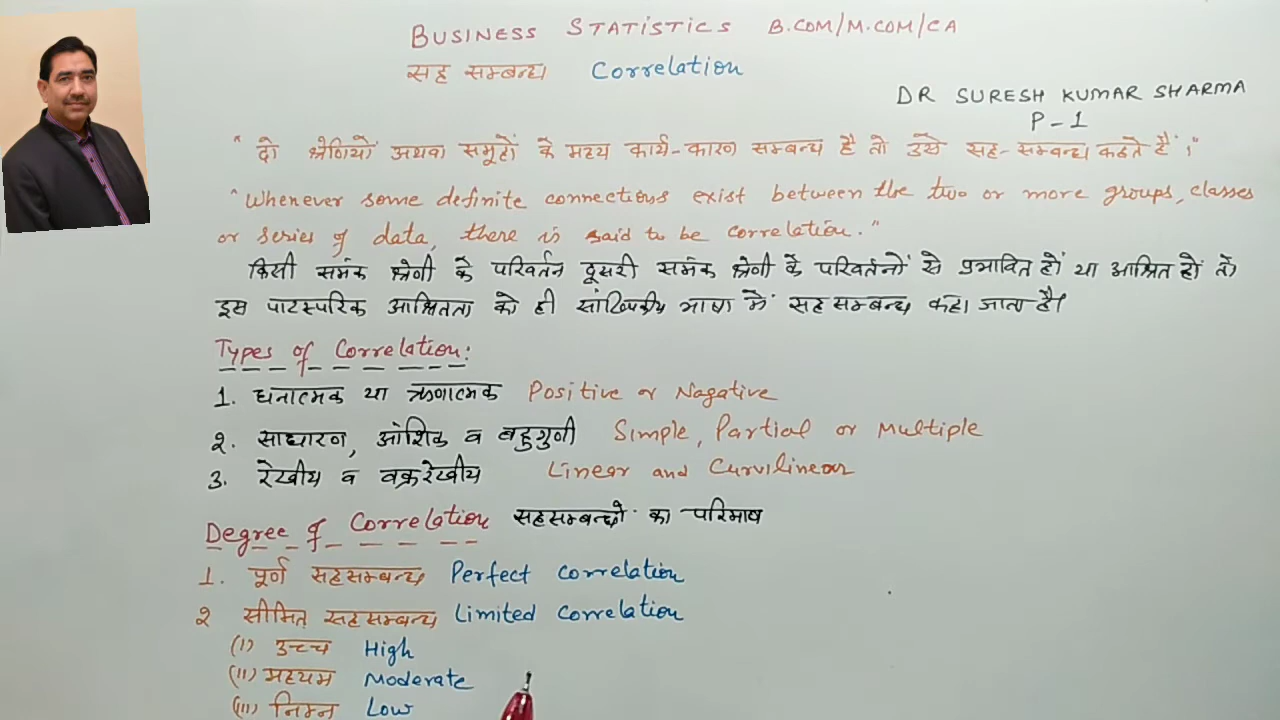 BUSINESS STATISTICS B.COM/M.COM/CA
सह सम्बन्ध Correlation
DR SURESH KUMAR SHARMA
P-1
"दो श्रेणियों अथवा समूहों के मध्य कार्य-कारण सम्बन्ध है तो उसे सह-सम्बन्ध कहते हैं।"
"Whenever some definite connections exist between the two or more groups, classes
or series of data, there is said to be correlation."
किसी समंक श्रेणी के परिवर्तन दूसरी समंक श्रेणी के परिवर्तनों से प्रभावित हों या आश्रित हों तो
इस पारस्परिक आश्रितता को ही सांख्यिकीय भाषा में सहसम्बन्ध कहा जाता है।
Types of Correlation:
1. धनात्मक या ऋणात्मक Positive or Nagative
2. साधारण, आंशिक व बहुगुणी Simple, Partial or Multiple
3. रेखीय व वक्ररेखीय Linear and Curvilinear
Degree of Correlation सहसम्बन्धो का परिमाण
1. पूर्ण सहसम्बन्ध Perfect Correlation
२ सीमित सहसम्बन्ध Limited Correlation
(I) उच्च High
(II) मध्यम Moderate
(III) निम्न Low